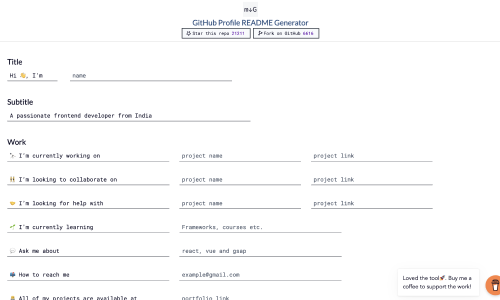 m↓G
GitHub Profile README Generator
Star this repo 21211 Fork on GitHub 6616
Title
Hi 👋, I'm name
Subtitle
A passionate frontend developer from India
Work
🔭 I'm currently working on project name project link
👯 I'm looking to collaborate on project name project link
🤝 I'm looking for help with project name project link
🌱 I'm currently learning Frameworks, courses etc.
💬 Ask me about react, vue and gsap
📫 How to reach me example@gmail.com
👨‍💻 All of my projects are available at portfolio link
Loved the tool🚀. Buy me a
coffee to support the work!